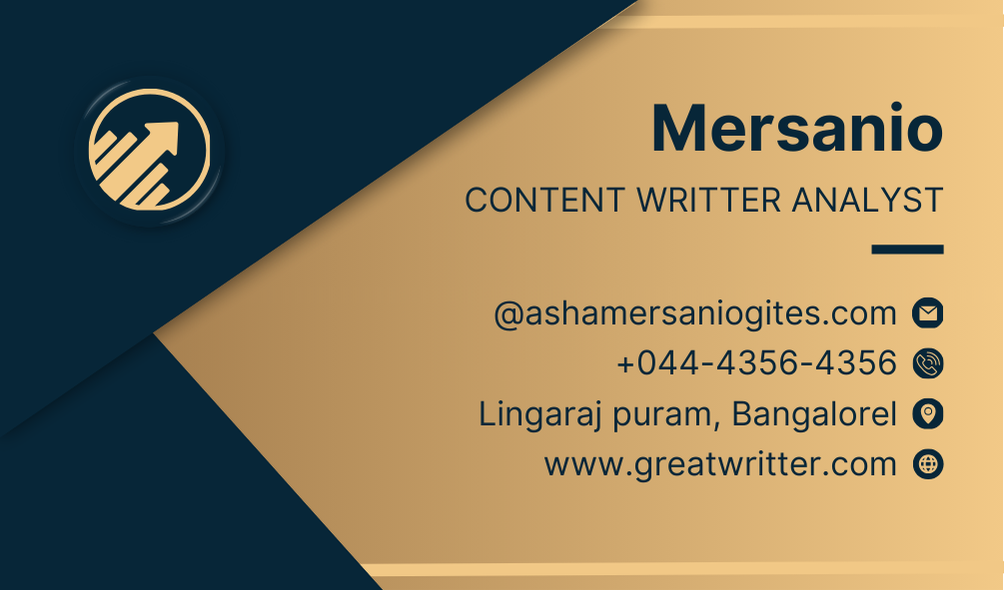 Mersanio
CONTENT WRITTER ANALYST
@ashamersaniogites.com
+044-4356-4356
Lingaraj puram, Bangalorel
www.greatwritter.com